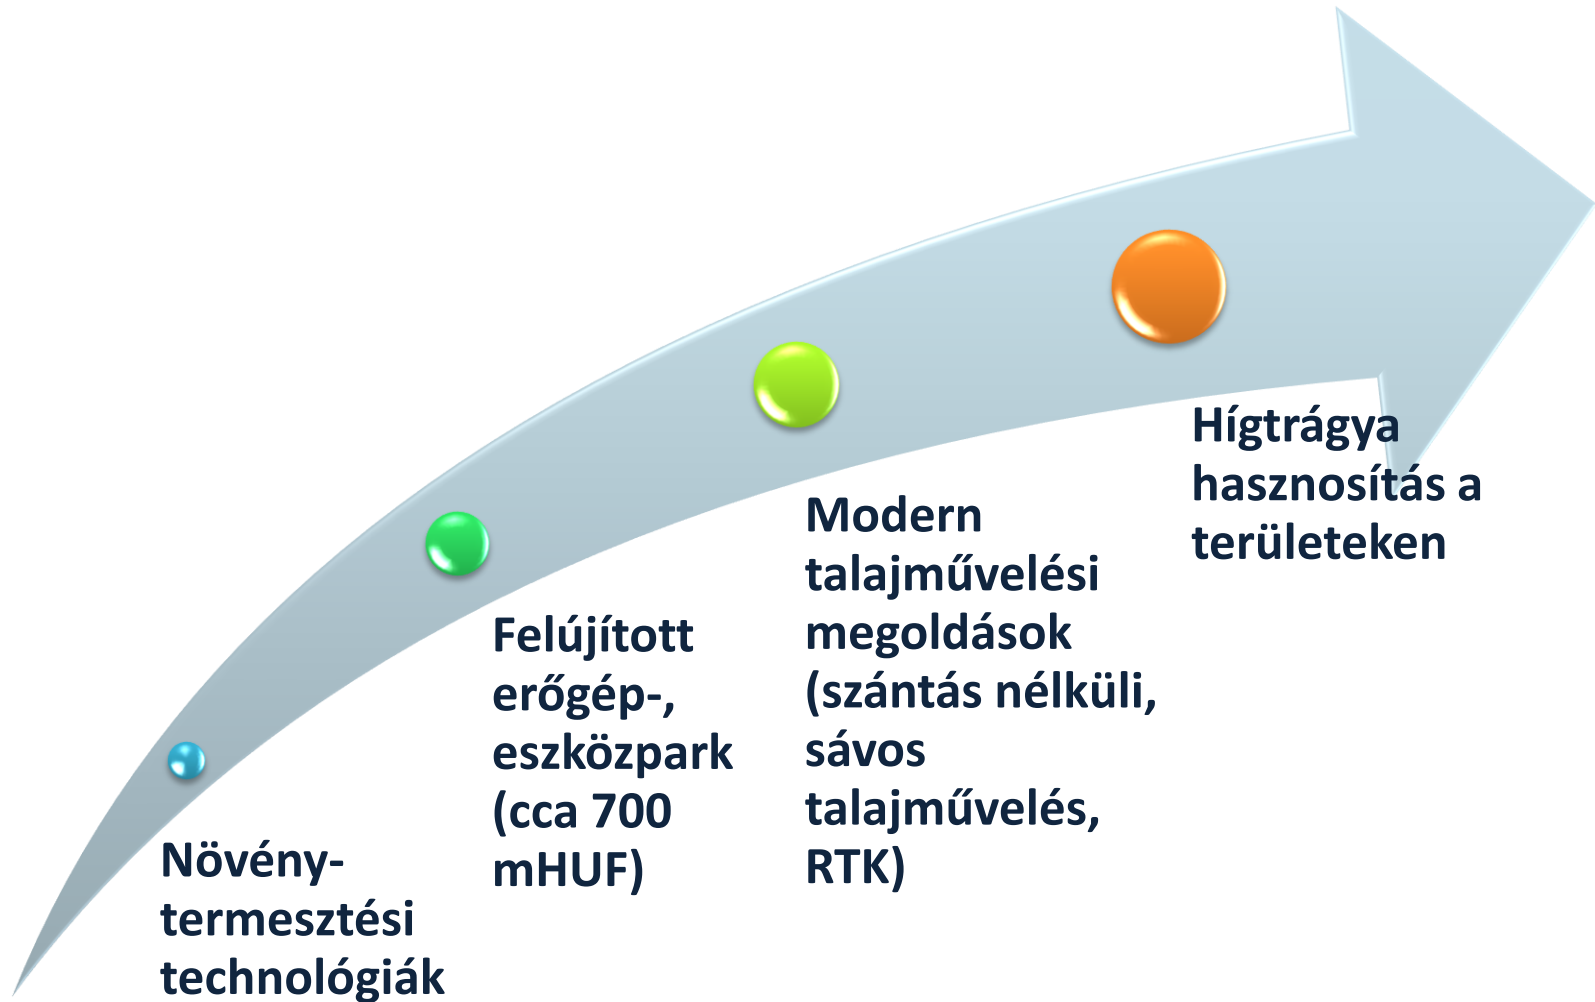 Növény-
termesztési
technológiák
Felújított
erőgép-,
eszközpark
(cca 700
mHUF)
Modern
talajművelési
megoldások
(szántás nélküli,
sávos
talajművelés,
RTK)
Hígtrágya
hasznosítás a
területeken